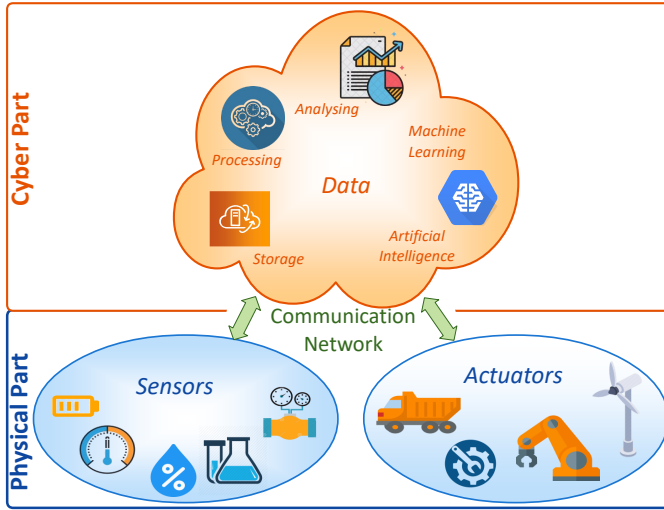 Cyber Part
Analysing
Machine
Learning
Processing
Data
Artificial
Intelligence
Storage
Communication
Network
Physical Part
Sensors
Actuators
%